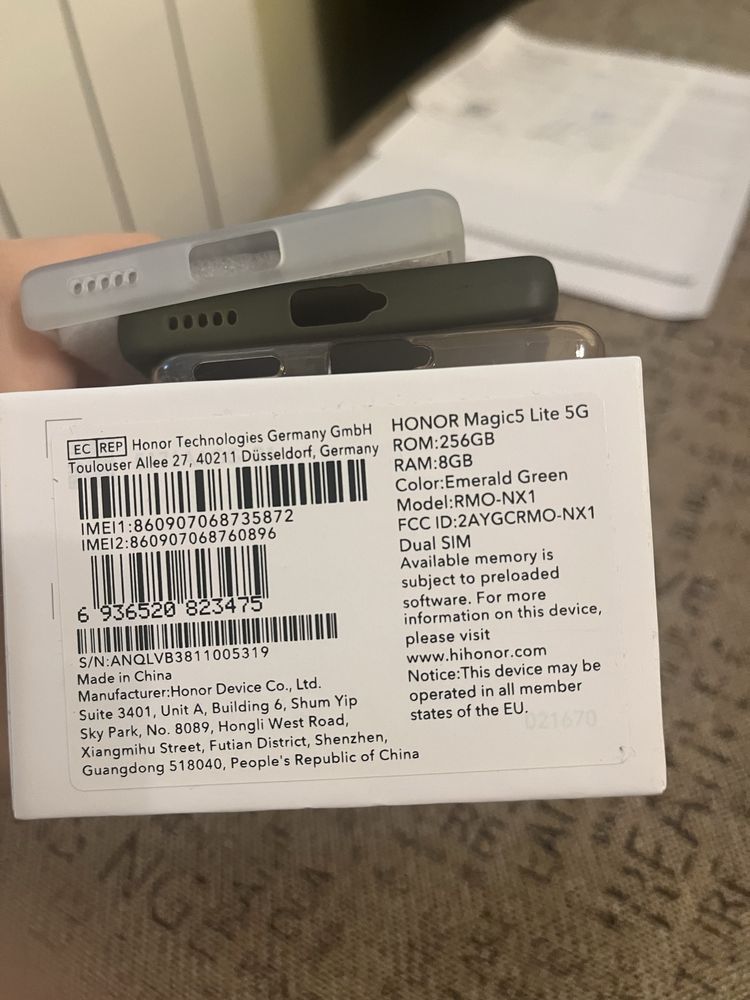 EC REP Honor Technologies Germany GmbH
Toulouser Allee 27, 40211 Düsseldorf, Germany
IMEI1:860907068735872
IMEI2:860907068760896
6 936520 823475
S/N:ANQLVB3811005319
Made in China
Manufacturer:Honor Device Co., Ltd.
Suite 3401, Unit A, Building 6, Shum Yip
Sky Park, No. 8089, Hongli West Road,
Xiangmihu Street, Futian District, Shenzhen,
Guangdong 518040, People's Republic of China
HONOR Magic5 Lite 5G
ROM:256GB
RAM:8GB
Color:Emerald Green
Model:RMO-NX1
FCC ID:2AYGCRMO-NX1
Dual SIM
Available memory is
subject to preloaded
software. For more
information on this device,
please visit
www.hihonor.com
Notice:This device may be
operated in all member
states of the EU.
021670